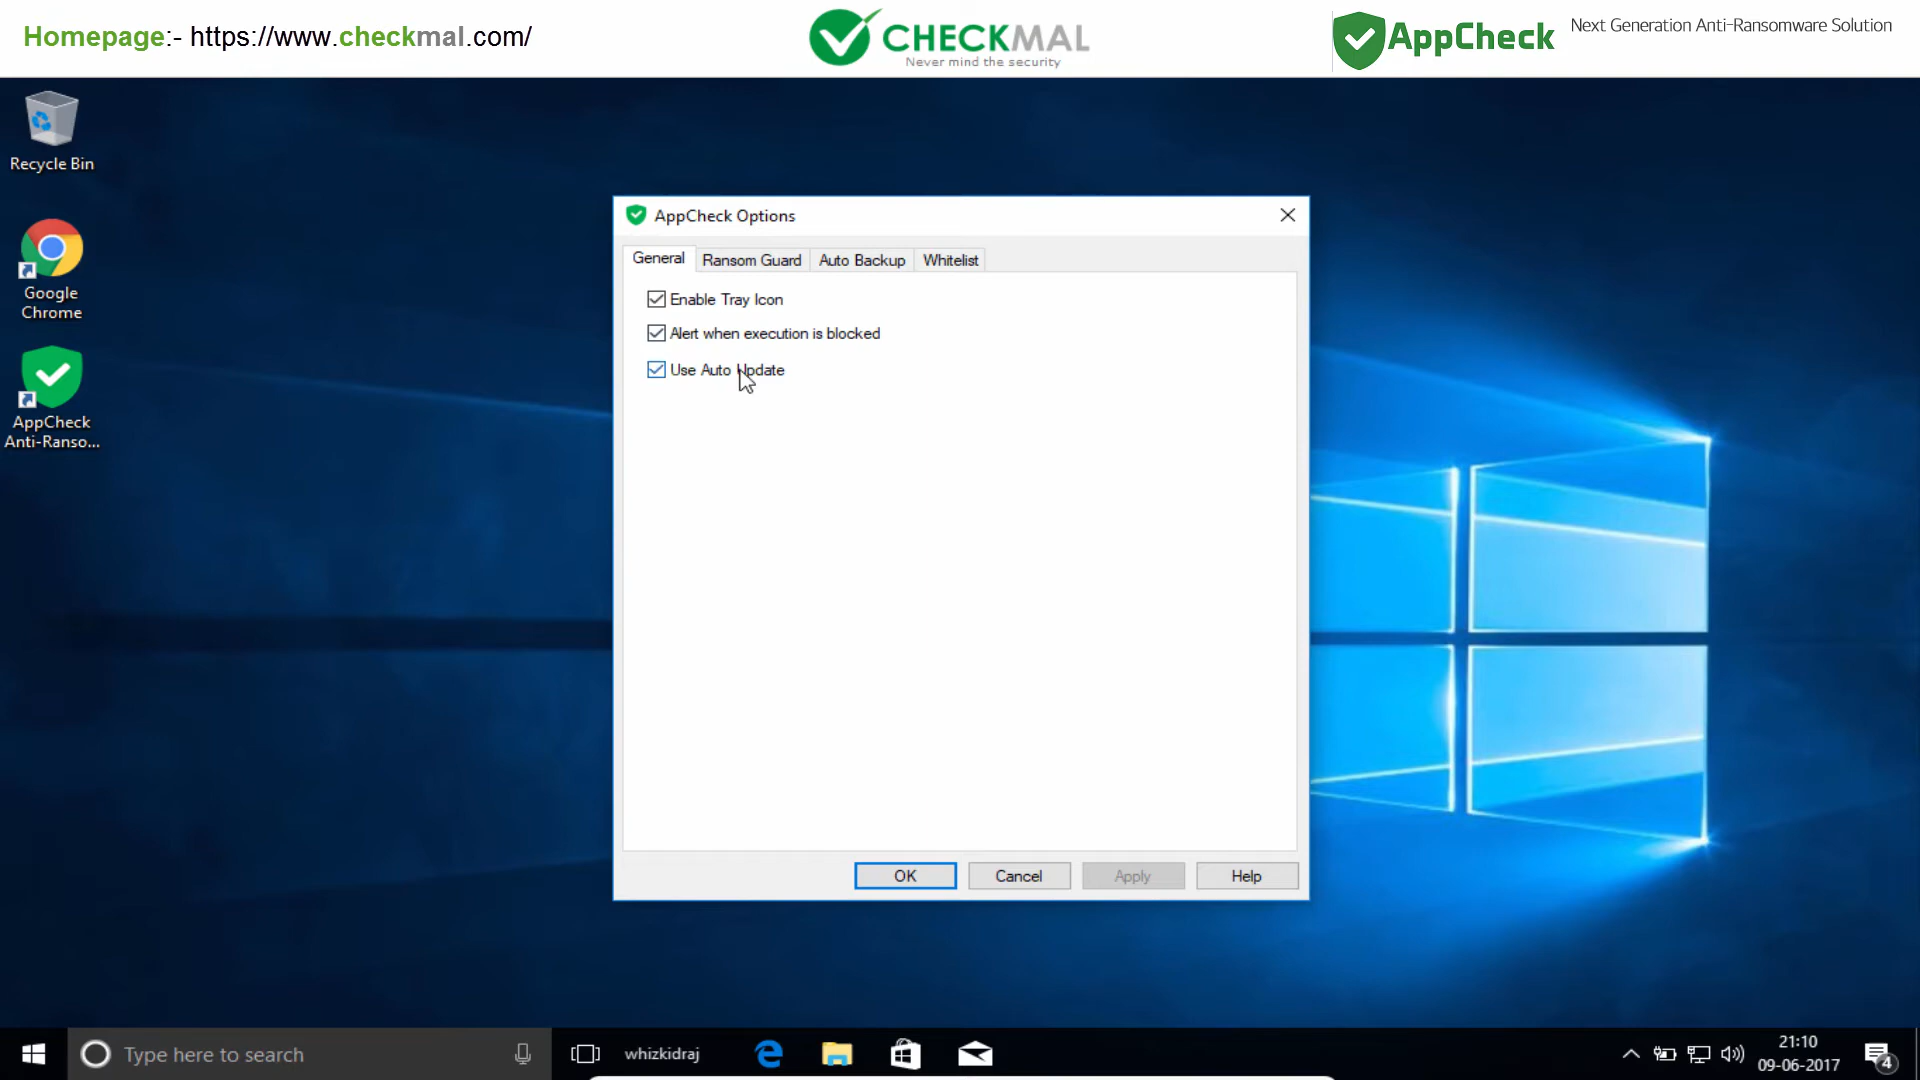 Homepage:- https://www.checkmal.com/
CHECKMAL
Never mind the security
AppCheck
Next Generation Anti-Ransomware Solution
Recycle Bin
Google
Chrome
AppCheck
Anti-Ranso...
AppCheck Options
General
Ransom Guard
Auto Backup
Whitelist
Enable Tray Icon
Alert when execution is blocked
Use Auto Update
OK
Cancel
Apply
Help
Type here to search
whizkidraj
21:10
09-06-2017
4